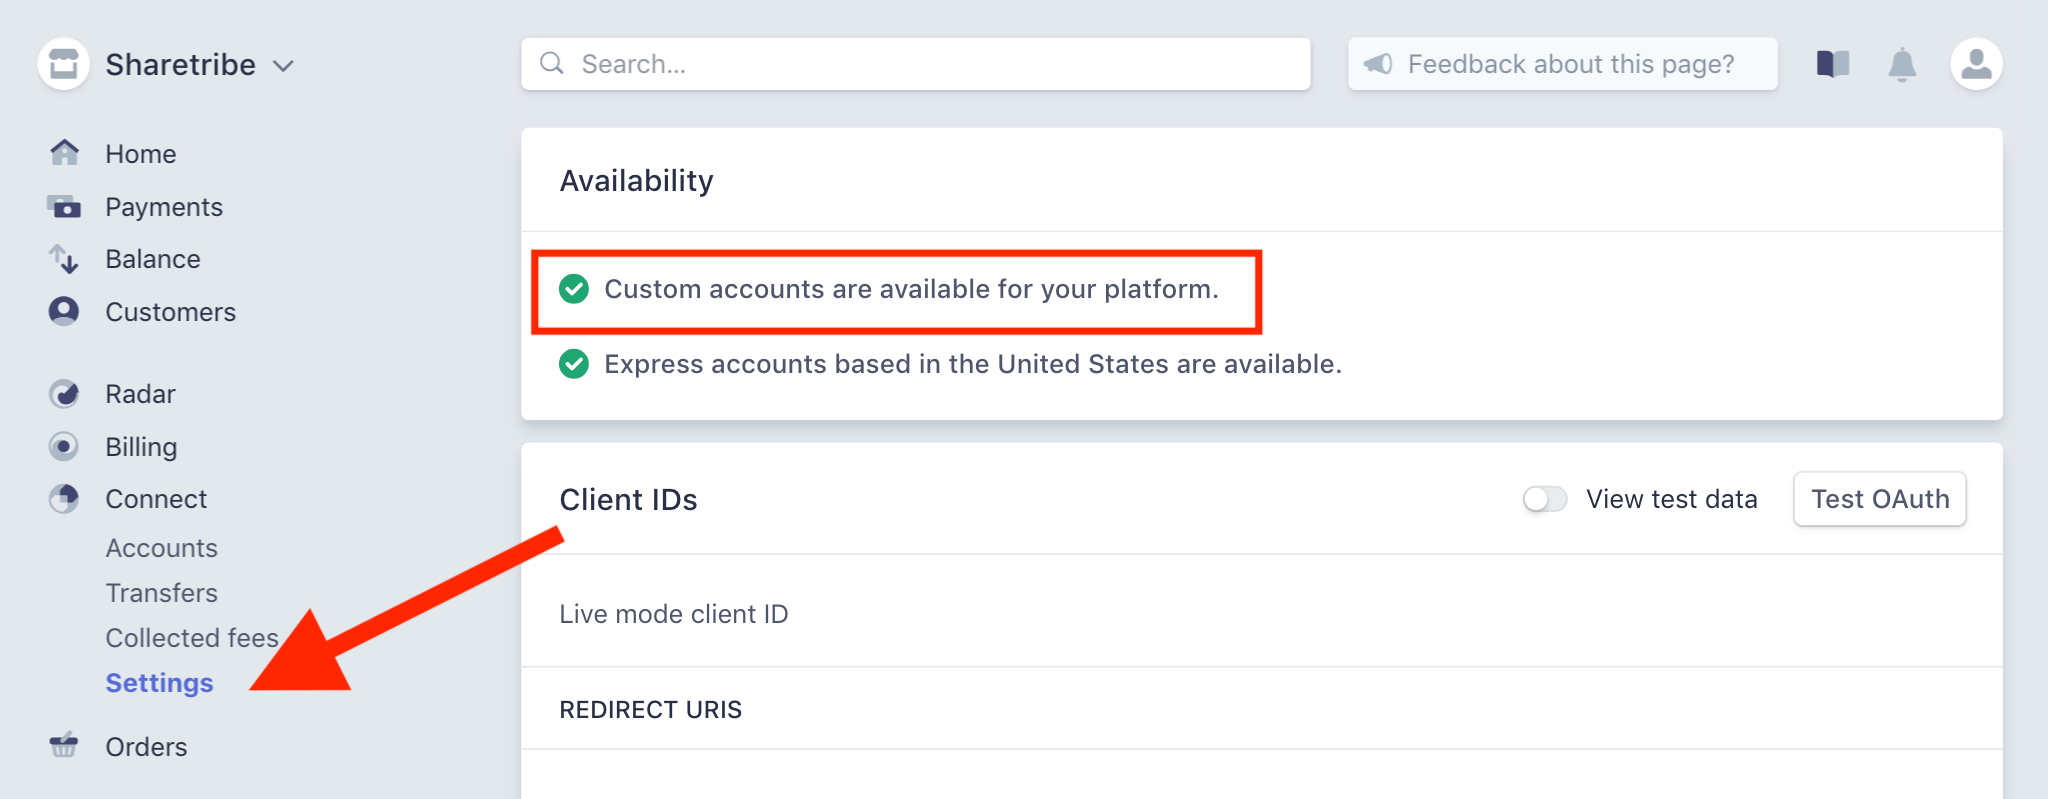 Sharetribe
Search...
Feedback about this page?
Home
Payments
Balance
Customers
Radar
Billing
Connect
Accounts
Transfers
Collected fees
Settings
Orders
Availability
Custom accounts are available for your platform.
Express accounts based in the United States are available.
Client IDs
View test data
Test OAuth
Live mode client ID
REDIRECT URIS